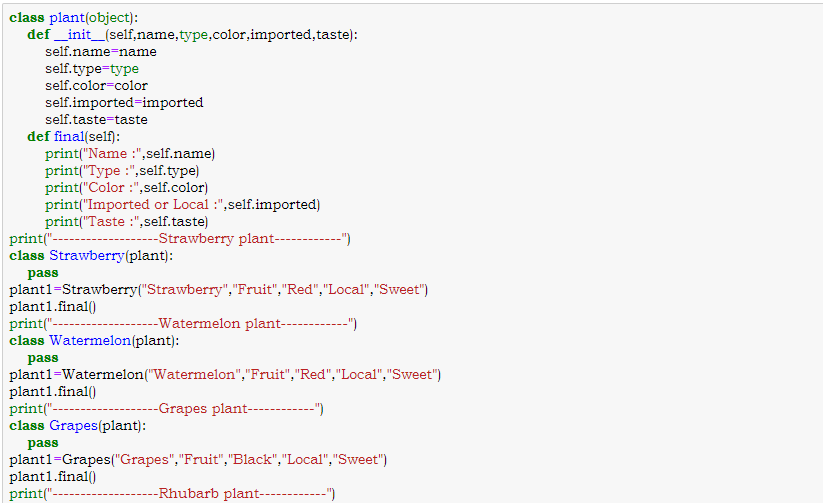 class plant(object):
    def __init__(self,name,type,color,imported,taste):
        self.name=name
        self.type=type
        self.color=color
        self.imported=imported
        self.taste=taste
    def final(self):
        print("Name :",self.name)
        print("Type :",self.type)
        print("Color :",self.color)
        print("Imported or Local :",self.imported)
        print("Taste :",self.taste)
print("-------------------Strawberry plant------------")
class Strawberry(plant):
    pass
plant1=Strawberry("Strawberry","Fruit","Red","Local","Sweet")
plant1.final()
print("-------------------Watermelon plant------------")
class Watermelon(plant):
    pass
plant1=Watermelon("Watermelon","Fruit","Red","Local","Sweet")
plant1.final()
print("-------------------Grapes plant------------")
class Grapes(plant):
    pass
plant1=Grapes("Grapes","Fruit","Black","Local","Sweet")
plant1.final()
print("-------------------Rhubarb plant------------")